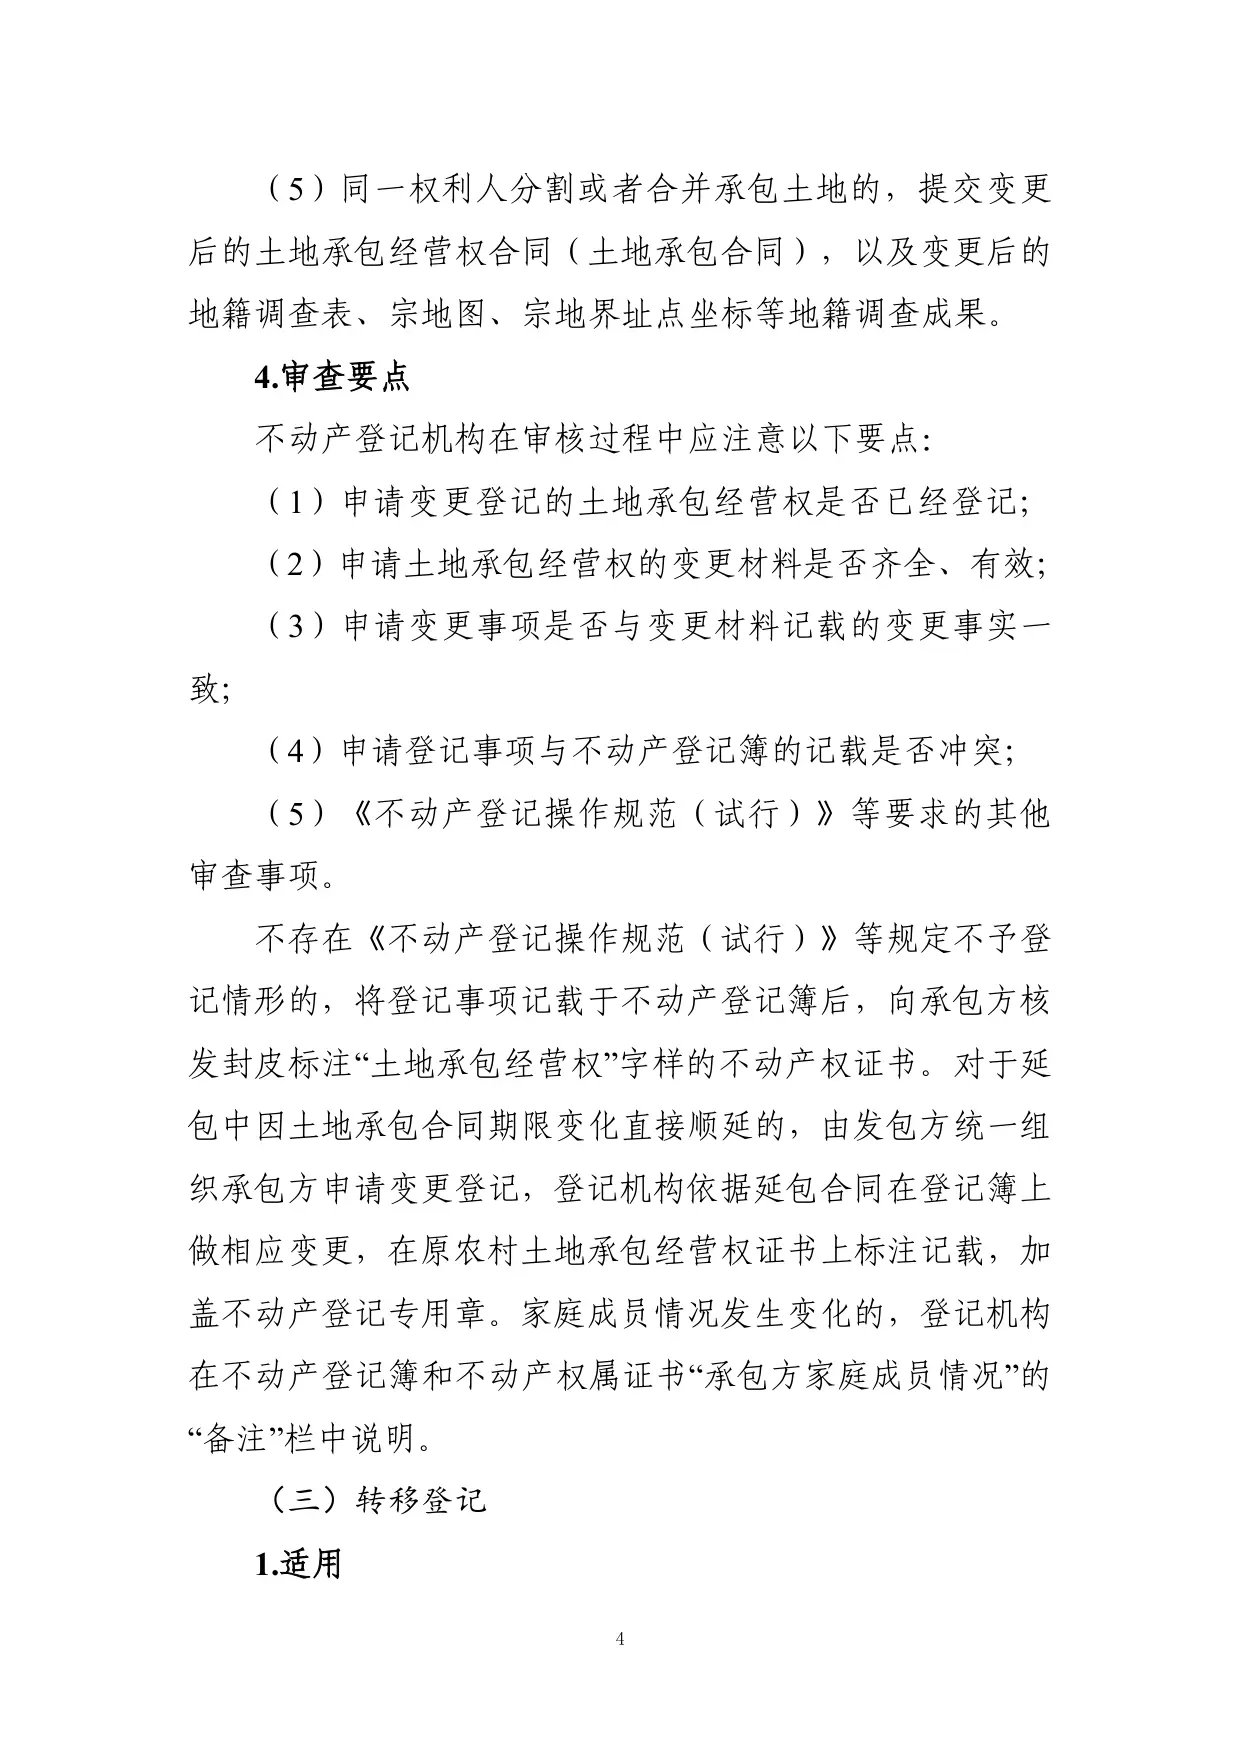 （5）同一权利人分割或者合并承包土地的，提交变更
后的土地承包经营权合同（土地承包合同），以及变更后的
地籍调查表、宗地图、宗地界址点坐标等地籍调查成果。
4.审查要点
不动产登记机构在审核过程中应注意以下要点：
（1）申请变更登记的土地承包经营权是否已经登记；
（2）申请土地承包经营权的变更材料是否齐全、有效；
（3）申请变更事项是否与变更材料记载的变更事实一
致；
（4）申请登记事项与不动产登记簿的记载是否冲突；
（5）《不动产登记操作规范（试行）》等要求的其他
审查事项。
不存在《不动产登记操作规范（试行）》等规定不予登
记情形的，将登记事项记载于不动产登记簿后，向承包方核
发封皮标注“土地承包经营权”字样的不动产权证书。对于延
包中因土地承包合同期限变化直接顺延的，由发包方统一组
织承包方申请变更登记，登记机构依据延包合同在登记簿上
做相应变更，在原农村土地承包经营权证书上标注记载，加
盖不动产登记专用章。家庭成员情况发生变化的，登记机构
在不动产登记簿和不动产权属证书“承包方家庭成员情况”的
“备注”栏中说明。
（三）转移登记
1.适用
4